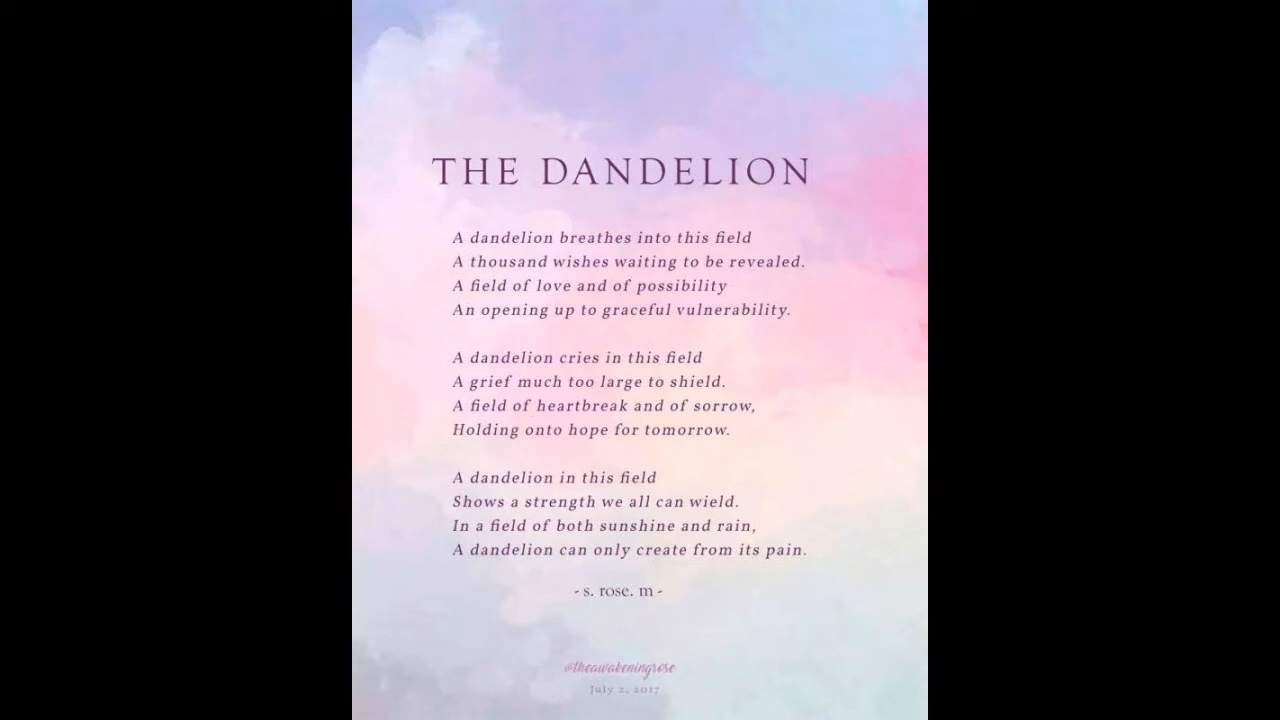 THE DANDELION
A dandelion breathes into this field
A thousand wishes waiting to be revealed.
A field of love and of possibility
An opening up to graceful vulnerability.
A dandelion cries in this field
A grief much too large to shield.
A field of heartbreak and of sorrow,
Holding onto hope for tomorrow.
A dandelion in this field
Shows a strength we all can wield.
In a field of both sunshine and rain,
A dandelion can only create from its pain.
- s. rose. m -
@theawakeningrose
July 2, 2017